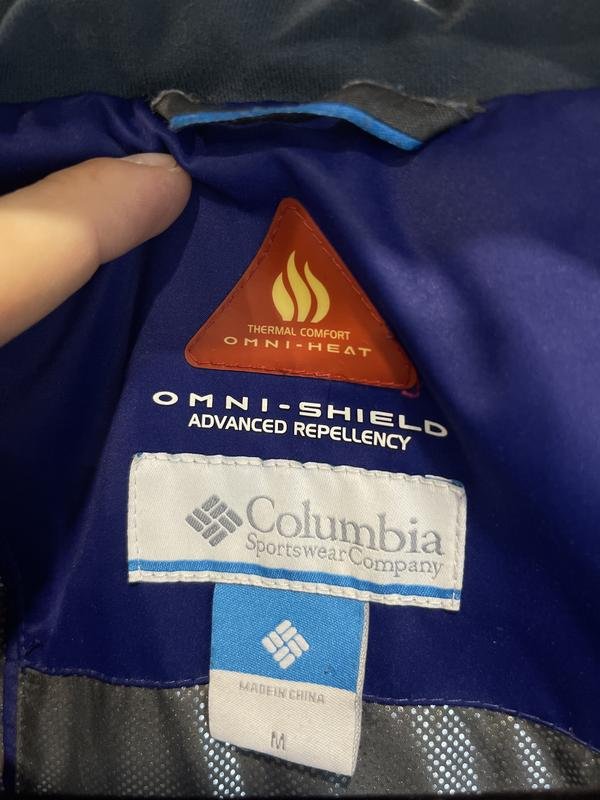 THERMAL COMFORT
OMNI-HEAT
OMNI-SHIELD
ADVANCED REPELLENCY
Columbia
Sportswear Company
MADE IN CHINA
M